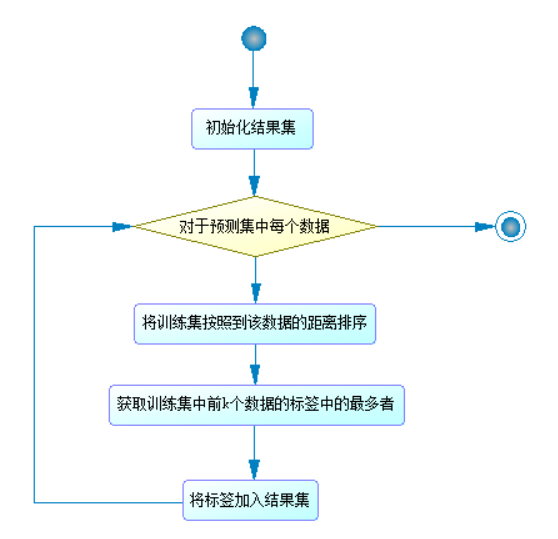 初始化结果集
对于预测集中每个数据
将训练集按照到该数据的距离排序
获取训练集中前k个数据的标签中的最多者
将标签加入结果集